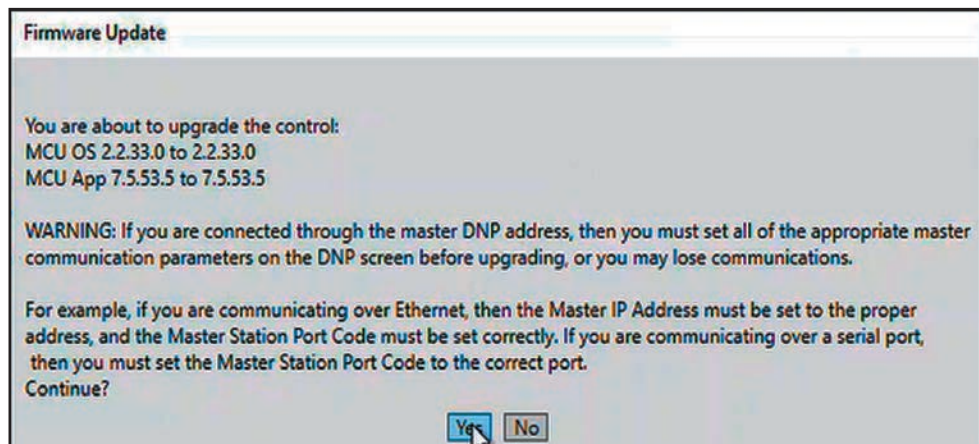 Firmware Update
You are about to upgrade the control:
MCU OS 2.2.33.0 to 2.2.33.0
MCU App 7.5.53.5 to 7.5.53.5
WARNING: If you are connected through the master DNP address, then you must set all of the appropriate master
communication parameters on the DNP screen before upgrading, or you may lose communications.
For example, if you are communicating over Ethernet, then the Master IP Address must be set to the proper
address, and the Master Station Port Code must be set correctly. If you are communicating over a serial port,
then you must set the Master Station Port Code to the correct port.
Continue?
Yes No